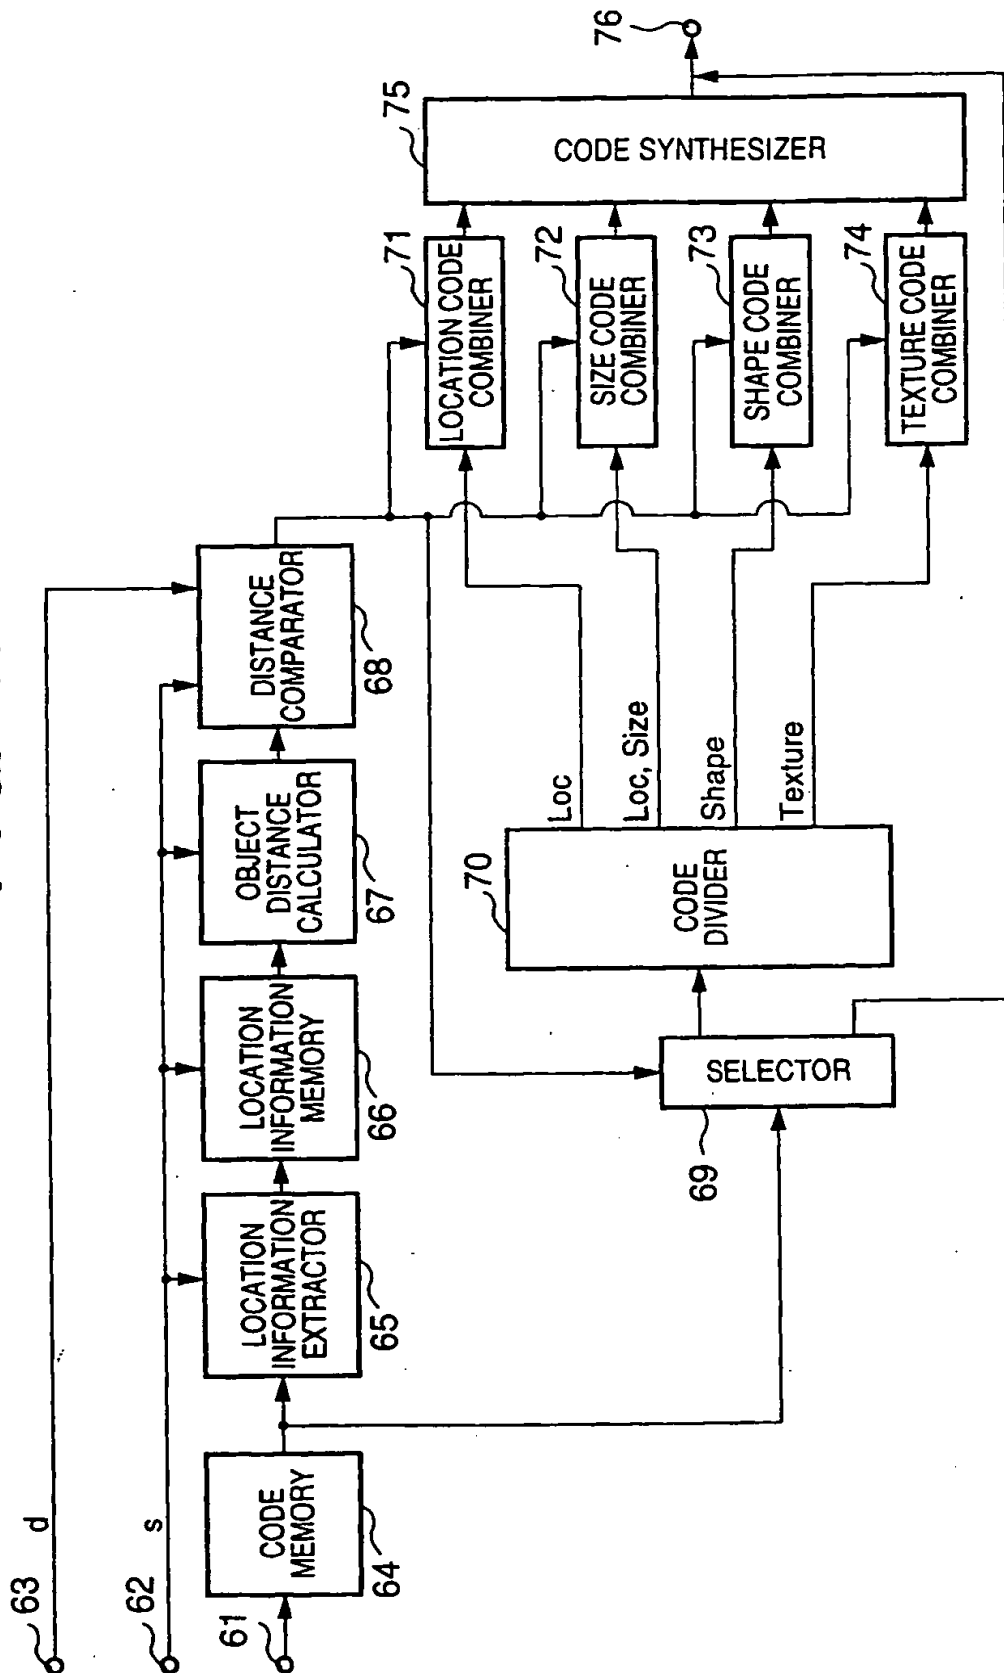 63
d
62
s
61
CODE
MEMORY
64
LOCATION
INFORMATION
EXTRACTOR
65
LOCATION
INFORMATION
MEMORY
66
OBJECT
DISTANCE
CALCULATOR
67
DISTANCE
COMPARATOR
68
SELECTOR
69
CODE
DIVIDER
70
Loc
Loc, Size
Shape
Texture
LOCATION CODE
COMBINER
71
SIZE CODE
COMBINER
72
SHAPE CODE
COMBINER
73
TEXTURE CODE
COMBINER
74
CODE SYNTHESIZER
75
76